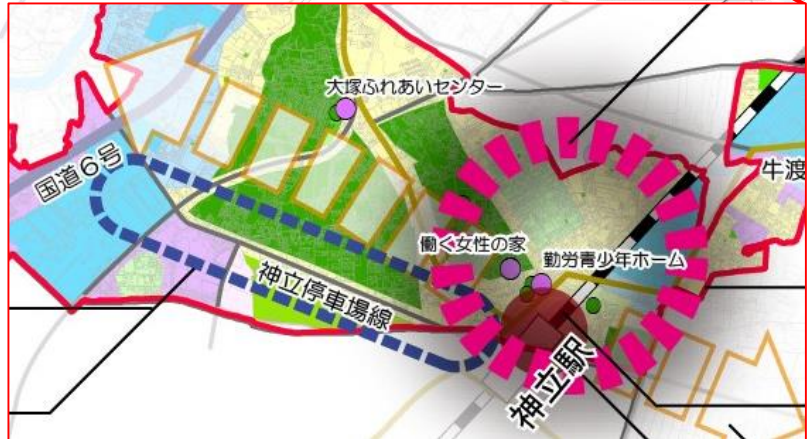 大塚ふれあいセンター
国道6号
牛渡
働く女性の家
勤労青少年ホーム
神立停車場線
神立駅